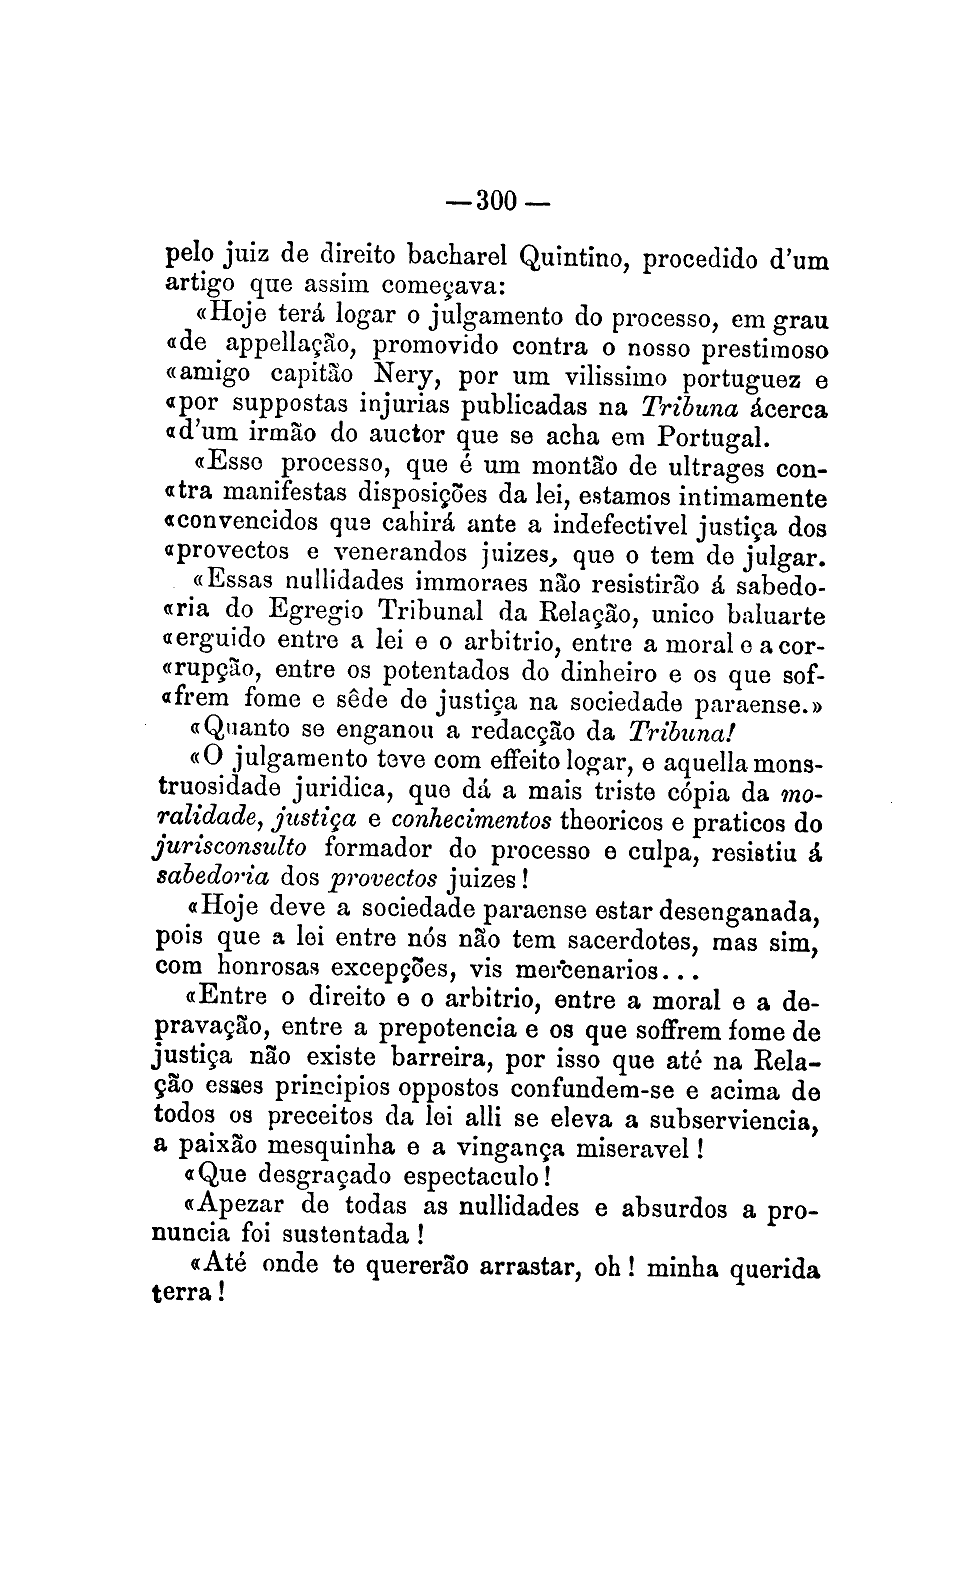 —300—
pelo juiz de direito bacharel Quintino, procedido d'um
artigo que assim começava:
«Hoje terá logar o julgamento do processo, em grau
«de appellação, promovido contra o nosso prestimoso
«amigo capitão Nery, por um vilissimo portuguez e
«por suppostas injurias publicadas na Tribuna ácerca
«d'um irmão do auctor que se acha em Portugal.
«Esse processo, que é um montão de ultrages con-
«tra manifestas disposições da lei, estamos intimamente
«convencidos que cahirá ante a indefectivel justiça dos
«provectos e venerandos juizes, que o tem de julgar.
«Essas nullidades immoraes não resistirão á sabedo-
«ria do Egregio Tribunal da Relação, unico baluarte
«erguido entre a lei e o arbitrio, entre a moral e a cor-
«rupção, entre os potentados do dinheiro e os que sof-
«frem fome e sêde de justiça na sociedade paraense.»
«Quanto se enganou a redacção da Tribuna!
«O julgamento teve com effeito logar, e aquella mons-
truosidade juridica, que dá a mais triste cópia da mo-
ralidade, justiça e conhecimentos theoricos e praticos do
jurisconsulto formador do processo e culpa, resistiu á
sabedoria dos provectos juizes!
«Hoje deve a sociedade paraense estar desenganada,
pois que a lei entre nós não tem sacerdotes, mas sim,
com honrosas excepções, vis mercenarios...
«Entre o direito e o arbitrio, entre a moral e a de-
pravação, entre a prepotencia e os que soffrem fome de
justiça não existe barreira, por isso que até na Rela-
ção esses principios oppostos confundem-se e acima de
todos os preceitos da lei alli se eleva a subserviencia,
a paixão mesquinha e a vingança miseravel!
«Que desgraçado espectaculo!
«Apezar de todas as nullidades e absurdos a pro-
nuncia foi sustentada!
«Até onde te quererão arrastar, oh! minha querida
terra!